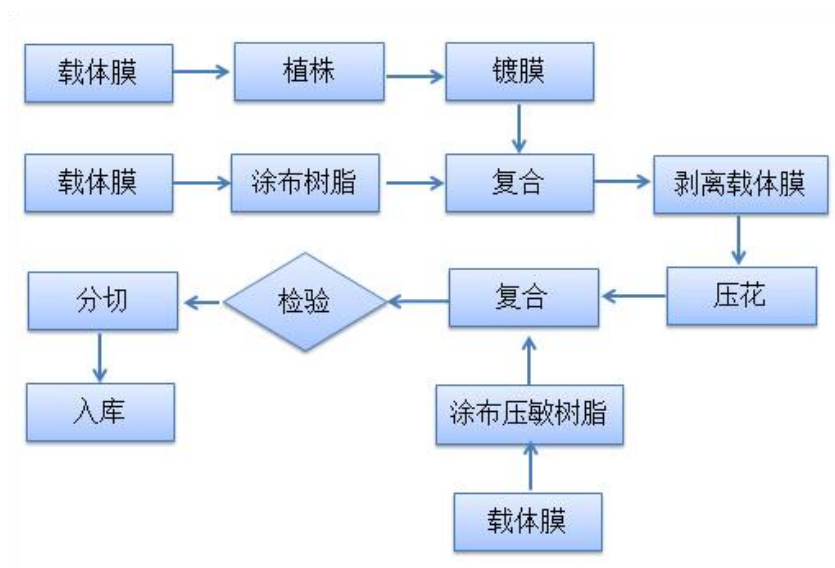 载体膜
植株
镀膜
载体膜
涂布树脂
复合
剥离载体膜
分切
检验
复合
压花
入库
涂布压敏树脂
载体膜